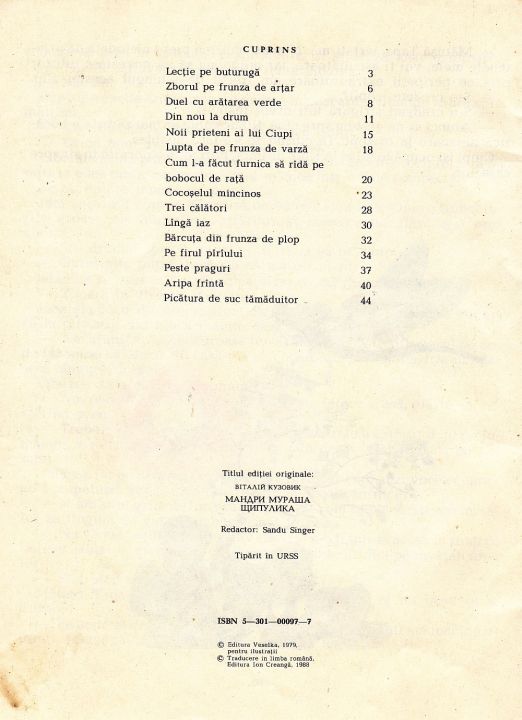 CUPRINS
Lecție pe buturugă 3
Zborul pe frunza de arțar 6
Duel cu arătarea verde 8
Din nou la drum 11
Noii prieteni ai lui Ciupi 15
Lupta de pe frunza de varză 18
Cum l-a făcut furnica să rîdă pe
bobocul de rață 20
Cocoșelul mincinos 23
Trei călători 28
Lîngă iaz 30
Bărcuța din frunza de plop 32
Pe firul pîrîului 34
Peste praguri 37
Aripa frîntă 40
Picătura de suc tămăduitor 44
Titlul ediției originale:
ВІТАЛІЙ КУЗОВИК
МАНДРИ МУРАША
ЩИПУЛИКА
Redactor: Sandu Singer
Tipărit în URSS
ISBN 5—301—00097—7
© Editura Veselka, 1979,
pentru ilustrații
© Traducere în limba română,
Editura Ion Creangă, 1988